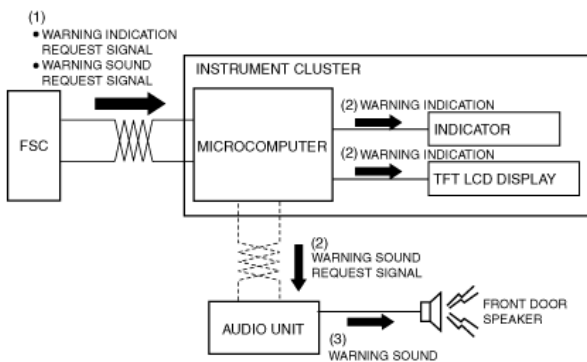 (1)
• WARNING INDICATION
REQUEST SIGNAL
• WARNING SOUND
REQUEST SIGNAL
INSTRUMENT CLUSTER
(2) WARNING INDICATION
FSC
MICROCOMPUTER
INDICATOR
(2) WARNING INDICATION
TFT LCD DISPLAY
(2)
WARNING SOUND
REQUEST SIGNAL
AUDIO UNIT
FRONT DOOR
SPEAKER
(3)
WARNING SOUND